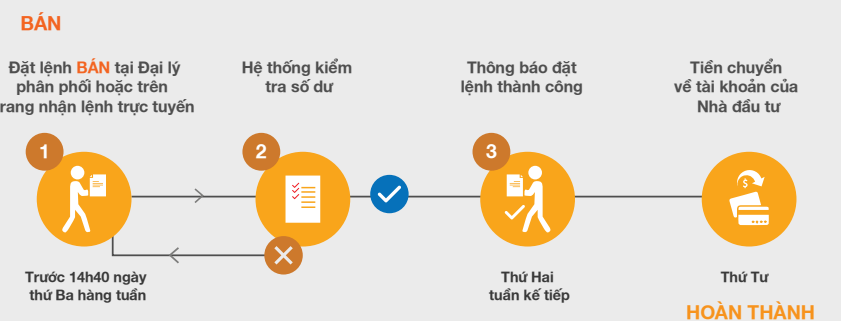 BÁN
Đặt lệnh BÁN tại Đại lý
phân phối hoặc trên
rang nhận lệnh trực tuyến
Hệ thống kiểm
tra số dư
Thông báo đặt
lệnh thành công
Tiền chuyển
về tài khoản của
Nhà đầu tư
1
2
3
$
Trước 14h40 ngày
thứ Ba hàng tuần
Thứ Hai
tuần kế tiếp
Thứ Tư
HOÀN THÀNH